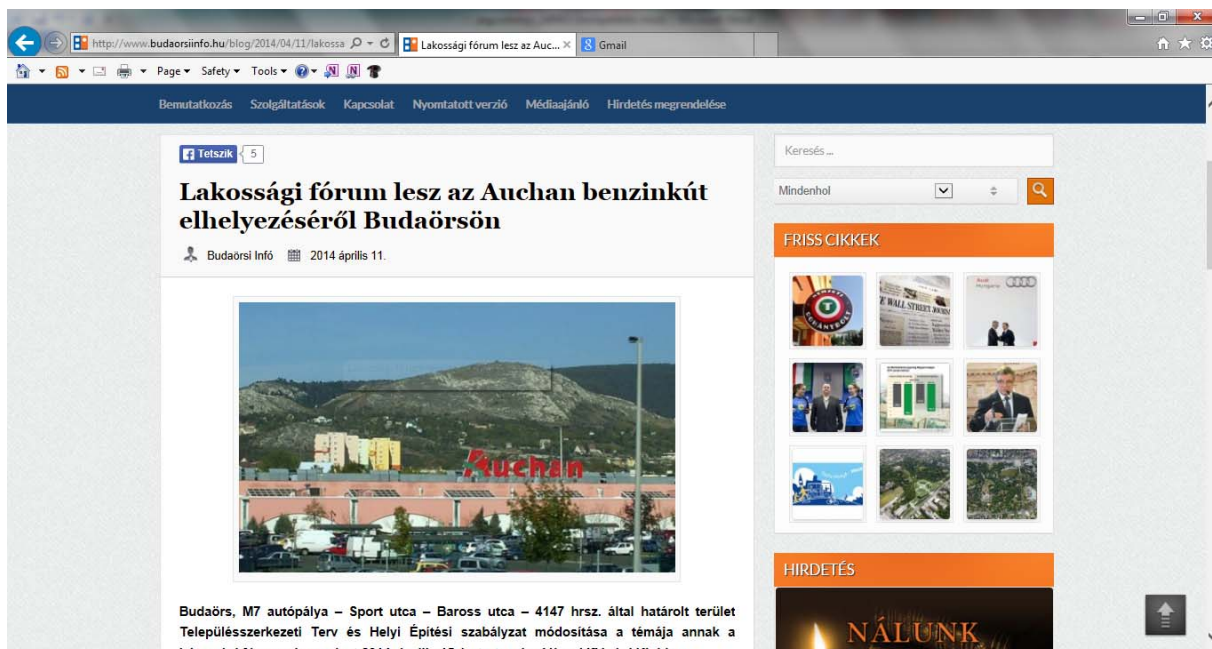 http://www.budaorsiinfo.hu/blog/2014/04/11/lakossa
Lakossági fórum lesz az Auc...
Gmail
Page Safety Tools
Bemutatkozás Szolgáltatások Kapcsolat Nyomtatott verzió Médiaajánló Hirdetés megrendelése
Tetszik 5
Lakossági fórum lesz az Auchan benzinkút
elhelyezéséről Budaörsön
Budaörsi Infó 2014 április 11.
Auchan
Budaörs, M7 autópálya – Sport utca – Baross utca – 4147 hrsz. által határolt terület
Településszerkezeti Terv és Helyi Építési szabályzat módosítása a témája annak a
Keresés ...
Mindenhol
FRISS CIKKEK
HIRDETÉS
NÁLUNK